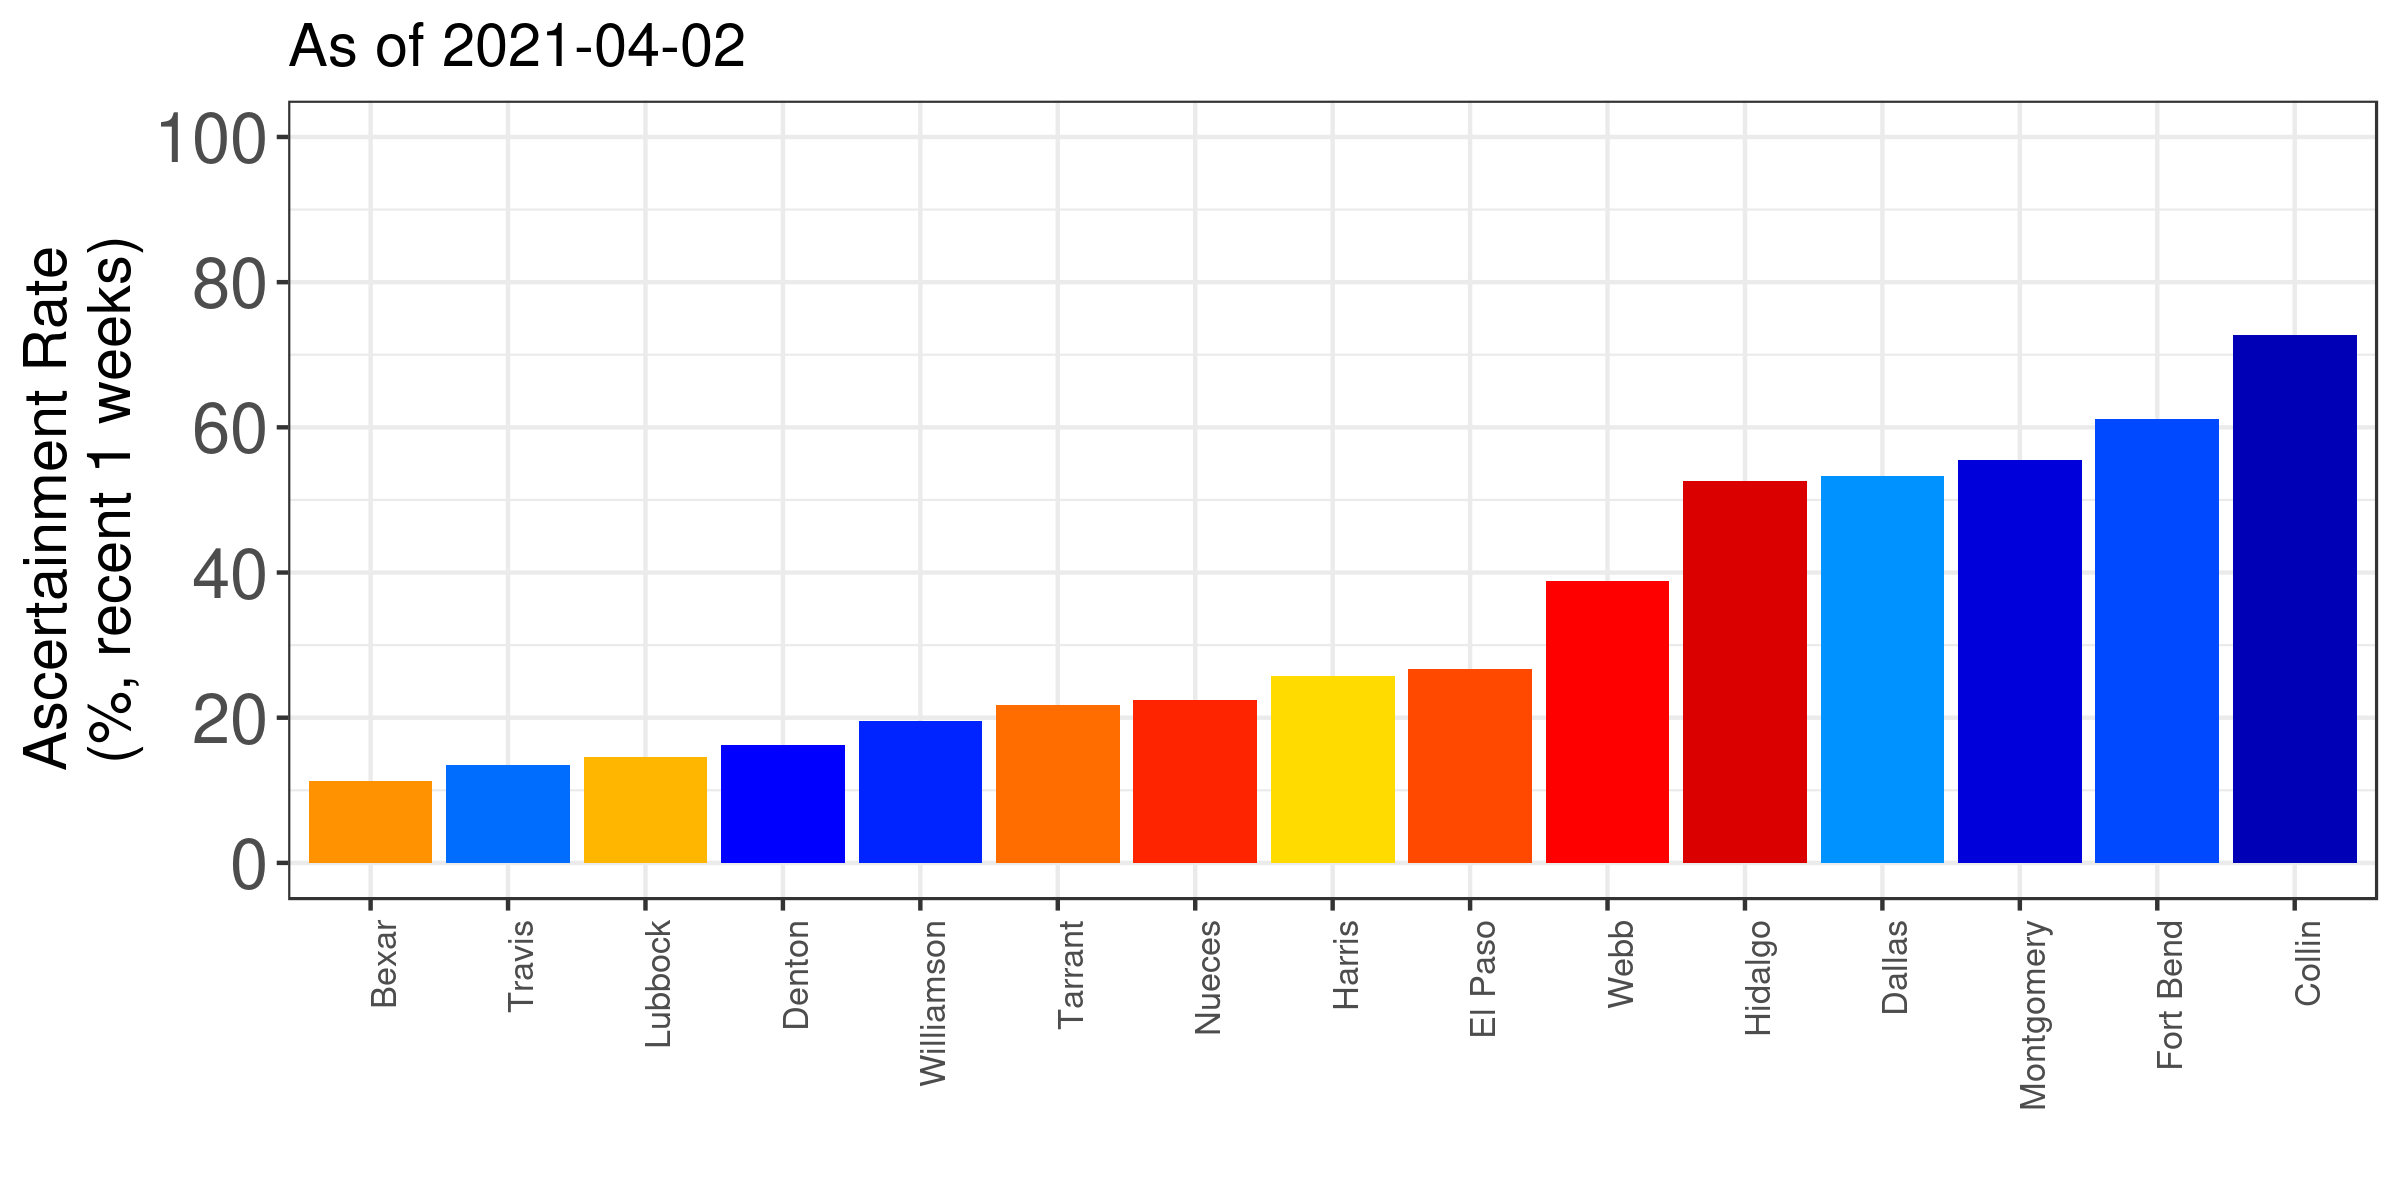 As of 2021-04-02
Ascertainment Rate
(%, recent 1 weeks)
100
80
60
40
20
0
Bexar
Travis
Lubbock
Denton
Williamson
Tarrant
Nueces
Harris
El Paso
Webb
Hidalgo
Dallas
Montgomery
Fort Bend
Collin